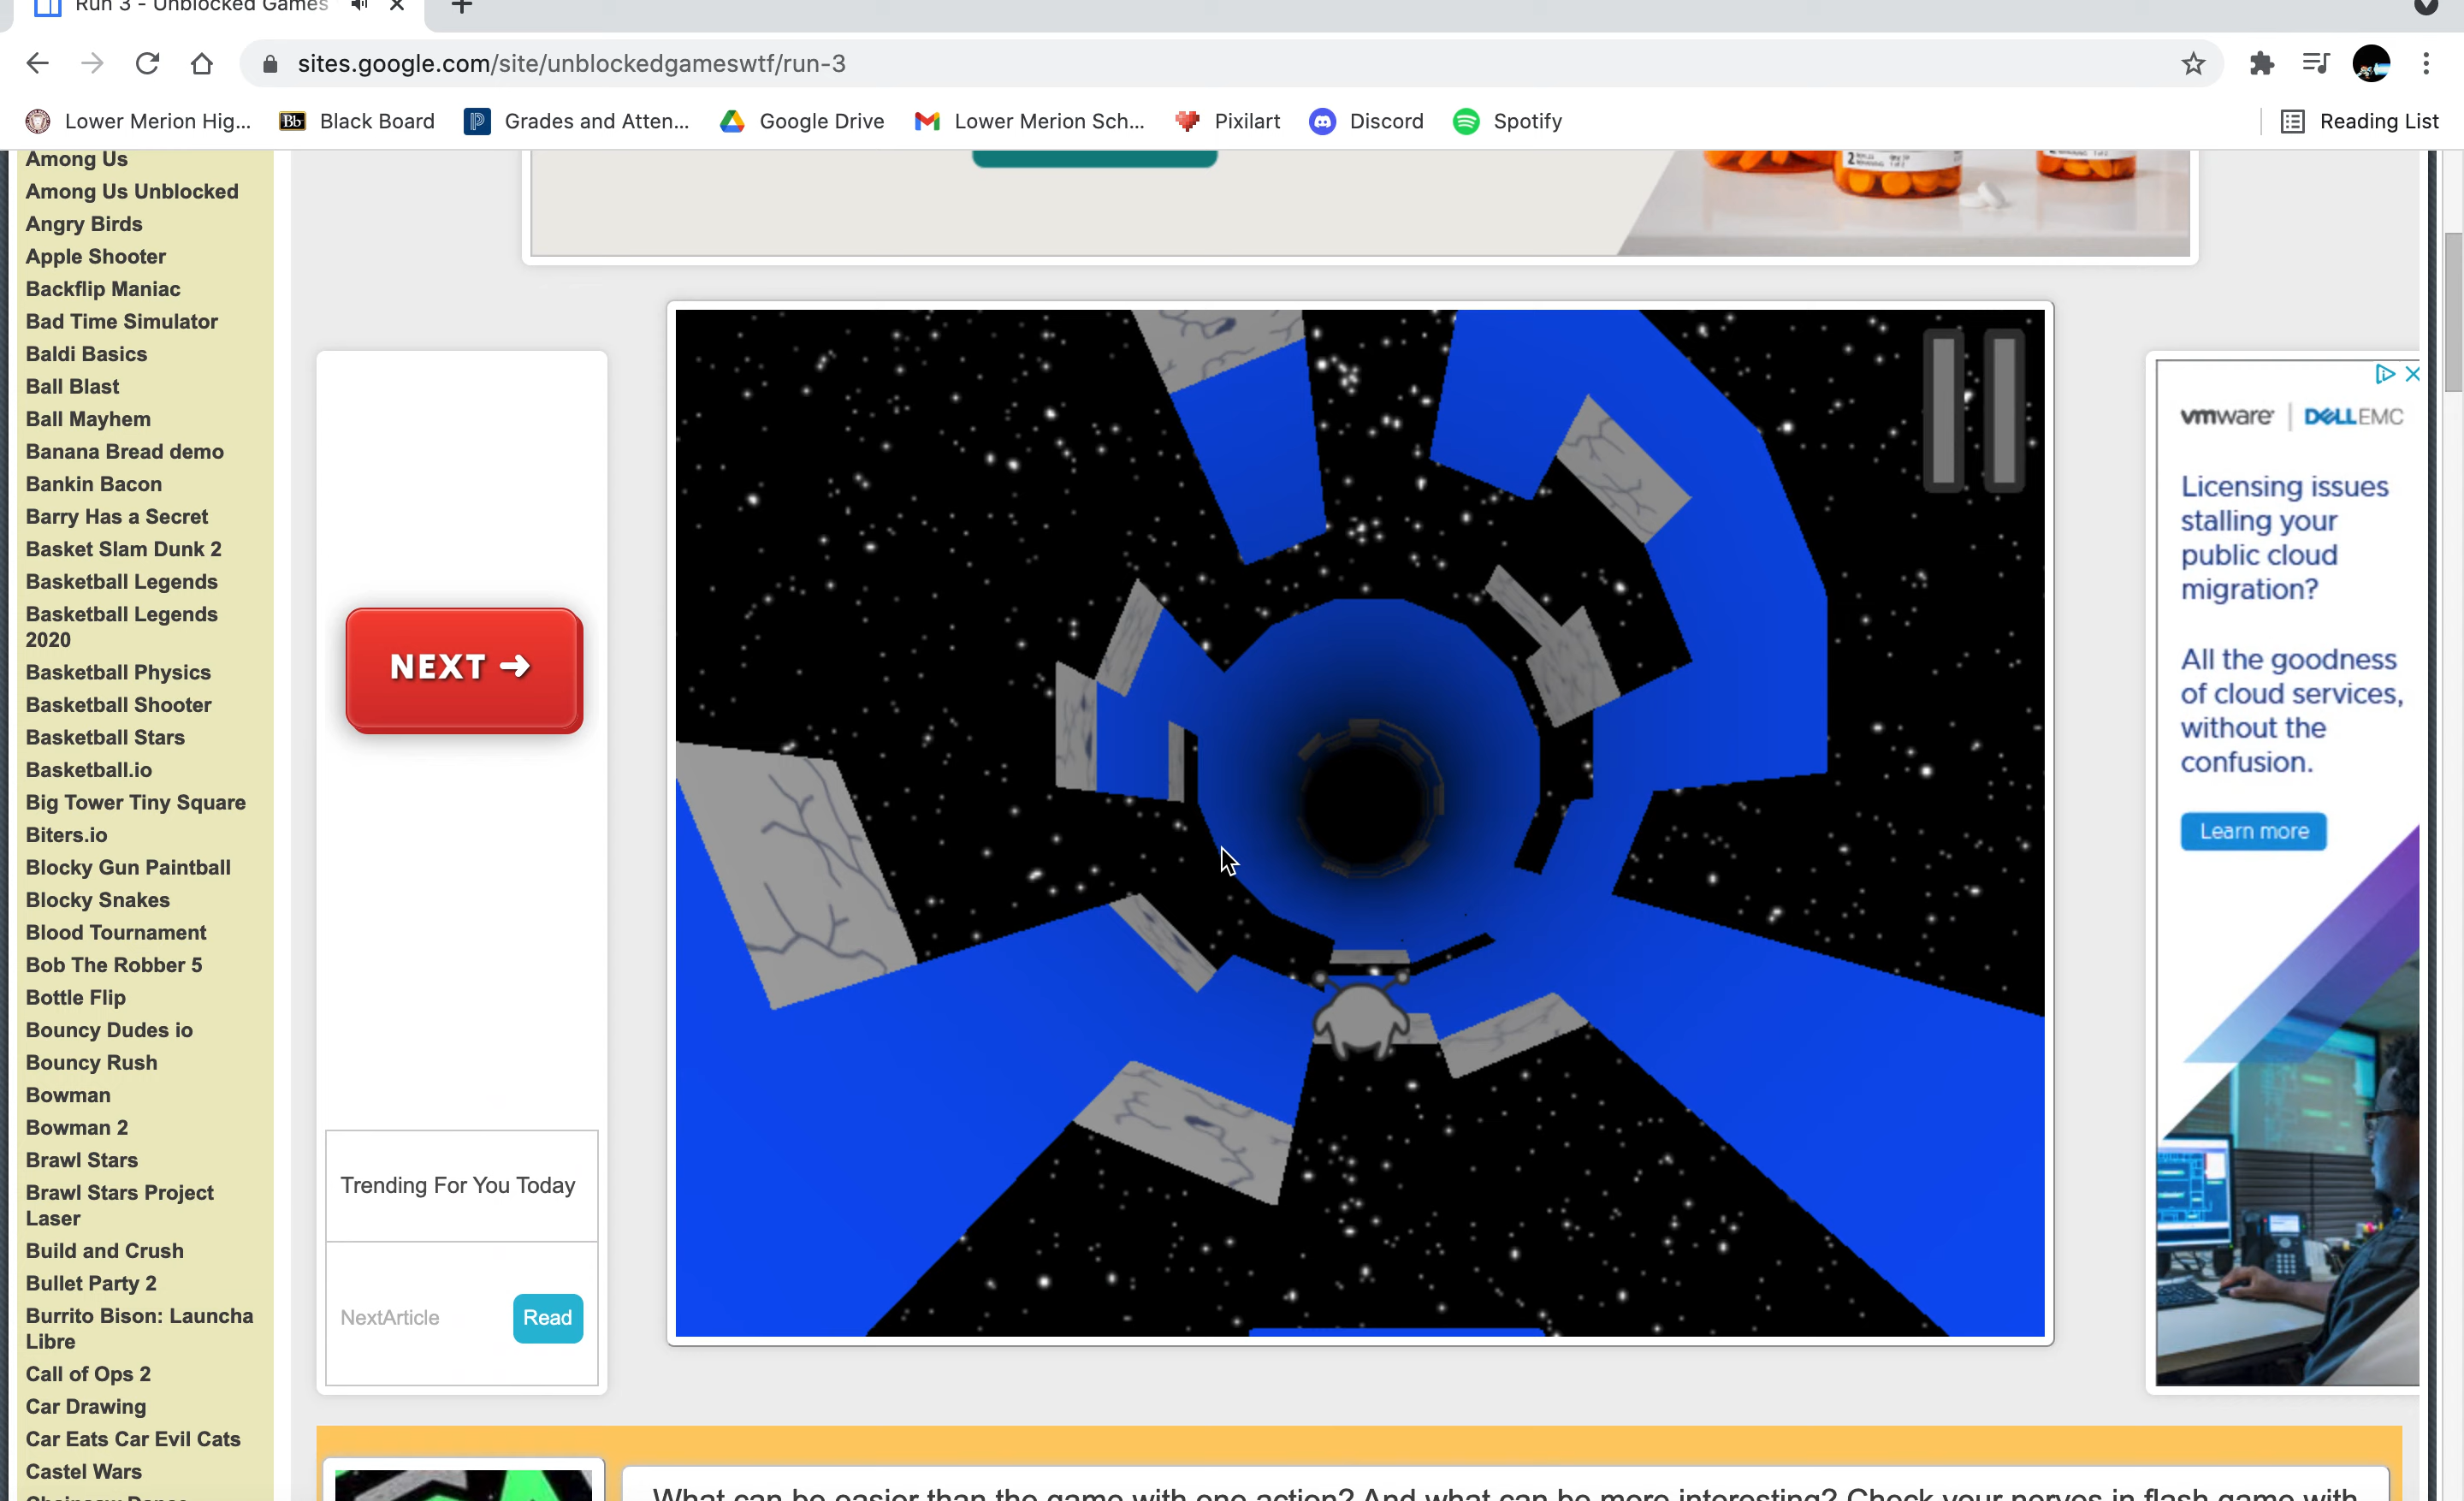 Run 3 - Unblocked Games
sites.google.com/site/unblockedgameswtf/run-3
Lower Merion Hig... Bb Black Board Grades and Atten... Google Drive Lower Merion Sch... Pixilart Discord Spotify Reading List
Among Us
Among Us Unblocked
Angry Birds
Apple Shooter
Backflip Maniac
Bad Time Simulator
Baldi Basics
Ball Blast
Ball Mayhem
Banana Bread demo
Bankin Bacon
Barry Has a Secret
Basket Slam Dunk 2
Basketball Legends
Basketball Legends
2020
Basketball Physics
Basketball Shooter
Basketball Stars
Basketball.io
Big Tower Tiny Square
Biters.io
Blocky Gun Paintball
Blocky Snakes
Blood Tournament
Bob The Robber 5
Bottle Flip
Bouncy Dudes io
Bouncy Rush
Bowman
Bowman 2
Brawl Stars
Brawl Stars Project
Laser
Build and Crush
Bullet Party 2
Burrito Bison: Launcha
Libre
Call of Ops 2
Car Drawing
Car Eats Car Evil Cats
Castel Wars
NEXT →
Trending For You Today
NextArticle Read
vmware | DELLEMC
Licensing issues
stalling your
public cloud
migration?
All the goodness
of cloud services,
without the
confusion.
Learn more
What can be easier than the game with one action? And what can be more interesting? Check your nerves in flash game with